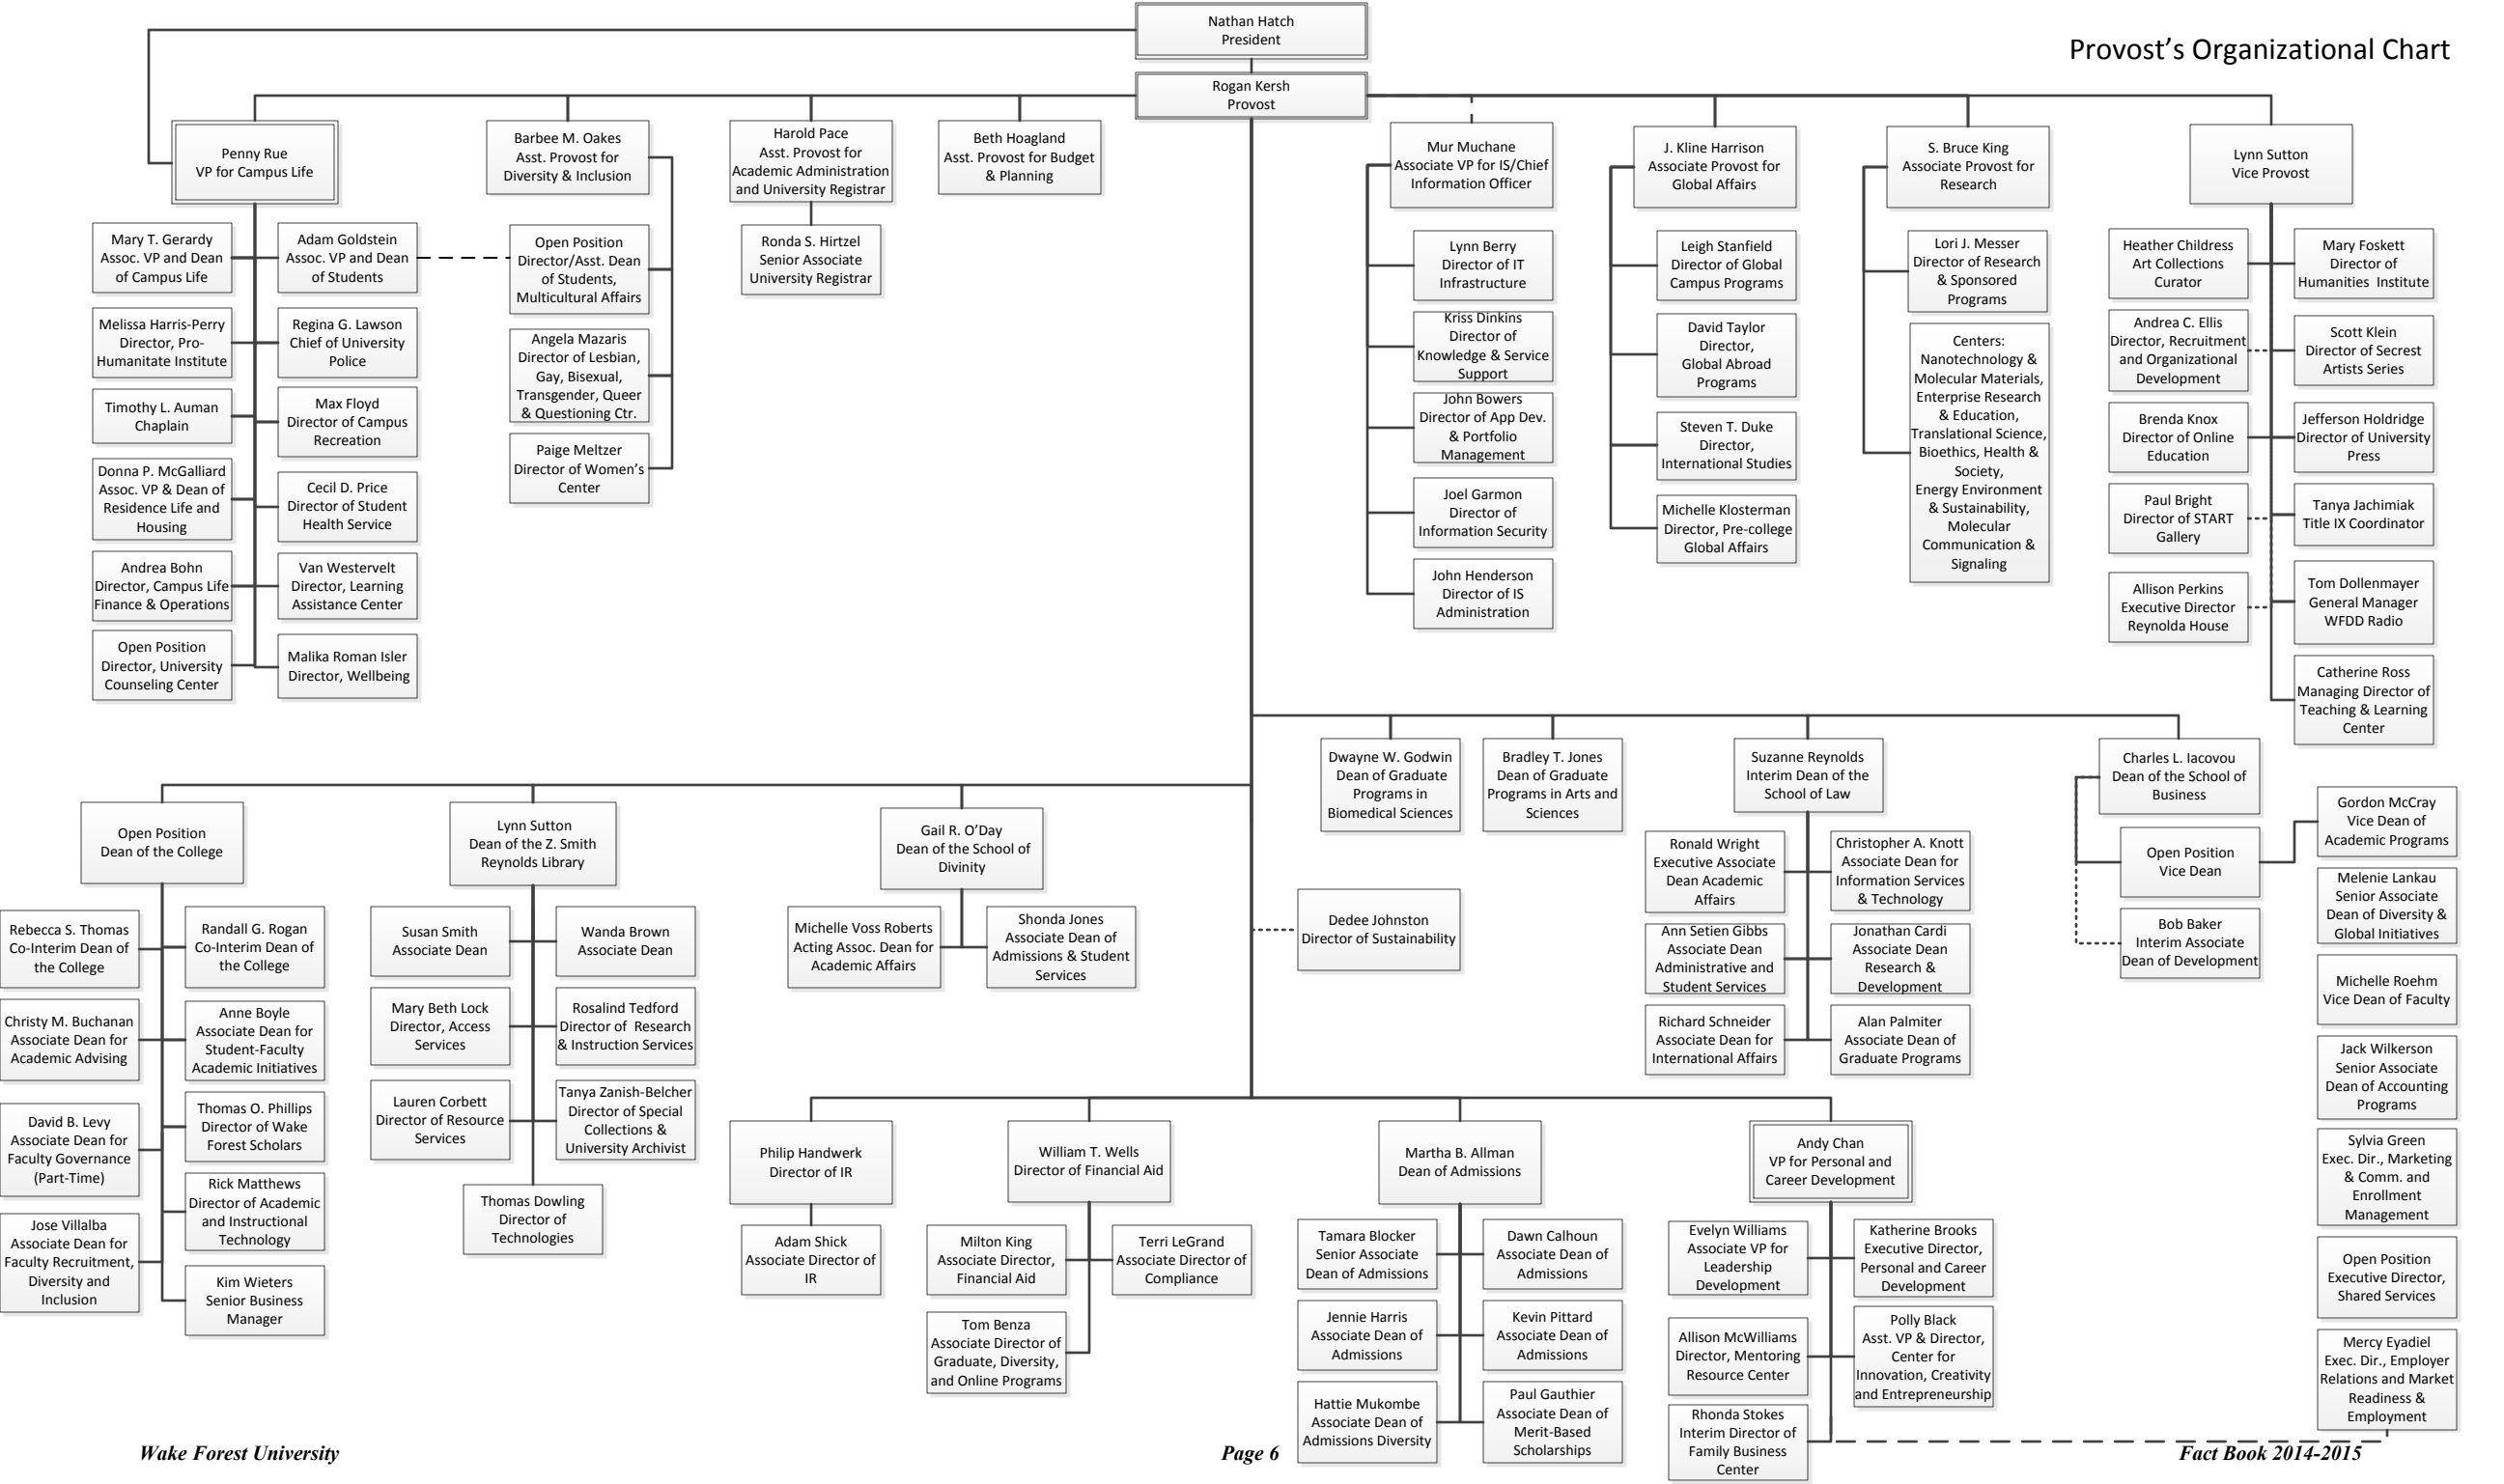 Nathan Hatch
President
Provost’s Organizational Chart
Rogan Kersh
Provost
Penny Rue
VP for Campus Life
Mary T. Gerardy
Assoc. VP and Dean
of Campus Life
Adam Goldstein
Assoc. VP and Dean
of Students
Melissa Harris-Perry
Director, Pro-
Humanitate Institute
Regina G. Lawson
Chief of University
Police
Timothy L. Auman
Chaplain
Max Floyd
Director of Campus
Recreation
Donna P. McGalliard
Assoc. VP & Dean of
Residence Life and
Housing
Cecil D. Price
Director of Student
Health Service
Andrea Bohn
Director, Campus Life
Finance & Operations
Van Westervelt
Director, Learning
Assistance Center
Open Position
Director, University
Counseling Center
Malika Roman Isler
Director, Wellbeing
Barbee M. Oakes
Asst. Provost for
Diversity & Inclusion
Open Position
Director/Asst. Dean
of Students,
Multicultural Affairs
Angela Mazaris
Director of Lesbian,
Gay, Bisexual,
Transgender, Queer
& Questioning Ctr.
Paige Meltzer
Director of Women’s
Center
Harold Pace
Asst. Provost for
Academic Administration
and University Registrar
Ronda S. Hirtzel
Senior Associate
University Registrar
Beth Hoagland
Asst. Provost for Budget
& Planning
Mur Muchane
Associate VP for IS/Chief
Information Officer
Lynn Berry
Director of IT
Infrastructure
Kriss Dinkins
Director of
Knowledge & Service
Support
John Bowers
Director of App Dev.
& Portfolio
Management
Joel Garmon
Director of
Information Security
John Henderson
Director of IS
Administration
J. Kline Harrison
Associate Provost for
Global Affairs
Leigh Stanfield
Director of Global
Campus Programs
David Taylor
Director,
Global Abroad
Programs
Steven T. Duke
Director,
International Studies
Michelle Klosterman
Director, Pre-college
Global Affairs
S. Bruce King
Associate Provost for
Research
Lori J. Messer
Director of Research
& Sponsored
Programs
Centers:
Nanotechnology &
Molecular Materials,
Enterprise Research
& Education,
Translational Science,
Bioethics, Health &
Society,
Energy Environment
& Sustainability,
Molecular
Communication &
Signaling
Lynn Sutton
Vice Provost
Heather Childress
Art Collections
Curator
Mary Foskett
Director of
Humanities Institute
Andrea C. Ellis
Director, Recruitment
and Organizational
Development
Scott Klein
Director of Secrest
Artists Series
Brenda Knox
Director of Online
Education
Jefferson Holdridge
Director of University
Press
Paul Bright
Director of START
Gallery
Tanya Jachimiak
Title IX Coordinator
Allison Perkins
Executive Director
Reynolda House
Tom Dollenmayer
General Manager
WFDD Radio
Catherine Ross
Managing Director of
Teaching & Learning
Center
Dwayne W. Godwin
Dean of Graduate
Programs in
Biomedical Sciences
Bradley T. Jones
Dean of Graduate
Programs in Arts and
Sciences
Suzanne Reynolds
Interim Dean of the
School of Law
Ronald Wright
Executive Associate
Dean Academic
Affairs
Christopher A. Knott
Associate Dean for
Information Services
& Technology
Ann Setien Gibbs
Associate Dean
Administrative and
Student Services
Jonathan Cardi
Associate Dean
Research &
Development
Richard Schneider
Associate Dean for
International Affairs
Alan Palmiter
Associate Dean of
Graduate Programs
Charles L. Iacovou
Dean of the School of
Business
Open Position
Vice Dean
Bob Baker
Interim Associate
Dean of Development
Gordon McCray
Vice Dean of
Academic Programs
Melenie Lankau
Senior Associate
Dean of Diversity &
Global Initiatives
Michelle Roehm
Vice Dean of Faculty
Jack Wilkerson
Senior Associate
Dean of Accounting
Programs
Sylvia Green
Exec. Dir., Marketing
& Comm. and
Enrollment
Management
Open Position
Executive Director,
Shared Services
Mercy Eyadiel
Exec. Dir., Employer
Relations and Market
Readiness &
Employment
Open Position
Dean of the College
Rebecca S. Thomas
Co-Interim Dean of
the College
Randall G. Rogan
Co-Interim Dean of
the College
Christy M. Buchanan
Associate Dean for
Academic Advising
Anne Boyle
Associate Dean for
Student-Faculty
Academic Initiatives
David B. Levy
Associate Dean for
Faculty Governance
(Part-Time)
Thomas O. Phillips
Director of Wake
Forest Scholars
Rick Matthews
Director of Academic
and Instructional
Technology
Jose Villalba
Associate Dean for
Faculty Recruitment,
Diversity and
Inclusion
Kim Wieters
Senior Business
Manager
Lynn Sutton
Dean of the Z. Smith
Reynolds Library
Susan Smith
Associate Dean
Wanda Brown
Associate Dean
Mary Beth Lock
Director, Access
Services
Rosalind Tedford
Director of Research
& Instruction Services
Lauren Corbett
Director of Resource
Services
Tanya Zanish-Belcher
Director of Special
Collections &
University Archivist
Thomas Dowling
Director of
Technologies
Gail R. O’Day
Dean of the School of
Divinity
Michelle Voss Roberts
Acting Assoc. Dean for
Academic Affairs
Shonda Jones
Associate Dean of
Admissions & Student
Services
Dedee Johnston
Director of Sustainability
Philip Handwerk
Director of IR
Adam Shick
Associate Director of
IR
William T. Wells
Director of Financial Aid
Milton King
Associate Director,
Financial Aid
Terri LeGrand
Associate Director of
Compliance
Tom Benza
Associate Director of
Graduate, Diversity,
and Online Programs
Martha B. Allman
Dean of Admissions
Tamara Blocker
Senior Associate
Dean of Admissions
Dawn Calhoun
Associate Dean of
Admissions
Jennie Harris
Associate Dean of
Admissions
Kevin Pittard
Associate Dean of
Admissions
Hattie Mukombe
Associate Dean of
Admissions Diversity
Paul Gauthier
Associate Dean of
Merit-Based
Scholarships
Andy Chan
VP for Personal and
Career Development
Evelyn Williams
Associate VP for
Leadership
Development
Katherine Brooks
Executive Director,
Personal and Career
Development
Allison McWilliams
Director, Mentoring
Resource Center
Polly Black
Asst. VP & Director,
Center for
Innovation, Creativity
and Entrepreneurship
Rhonda Stokes
Interim Director of
Family Business
Center
Wake Forest University
Page 6
Fact Book 2014-2015